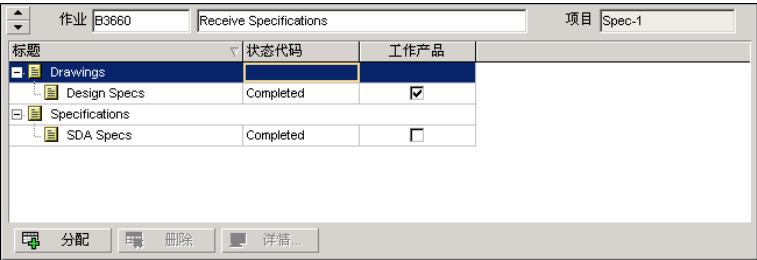 作业 B3660 Receive Specifications 项目 Spec-1
标题 状态代码 工作产品
Drawings
Design Specs Completed
Specifications
SDA Specs Completed
分配 删除 详情...